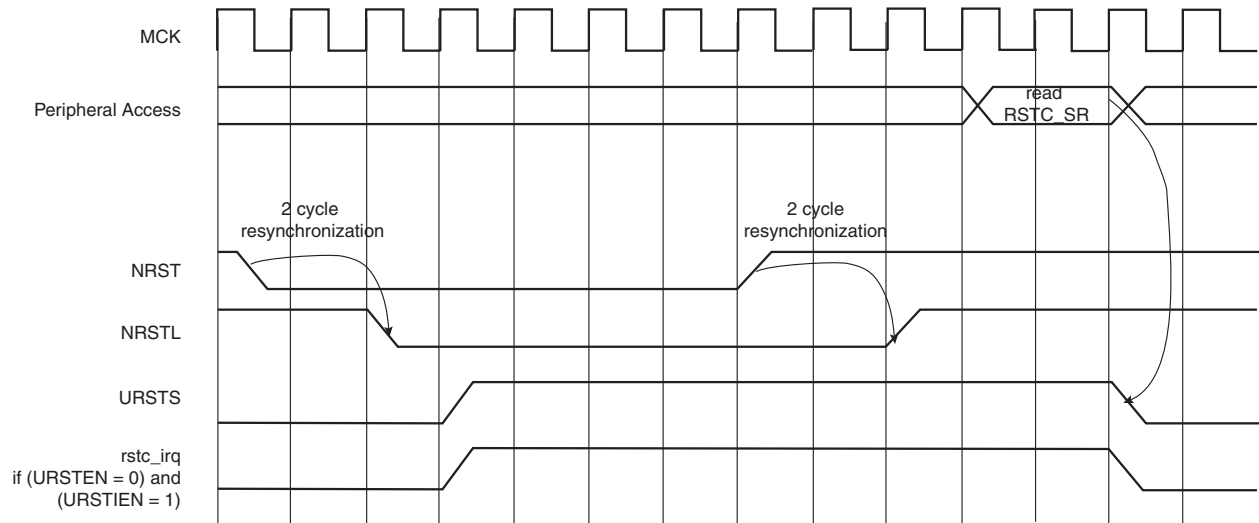 MCK
Peripheral Access
read
RSTC_SR
2 cycle
resynchronization
2 cycle
resynchronization
NRST
NRSTL
URSTS
rstc_irq
if (URSTEN = 0) and
(URSTIEN = 1)